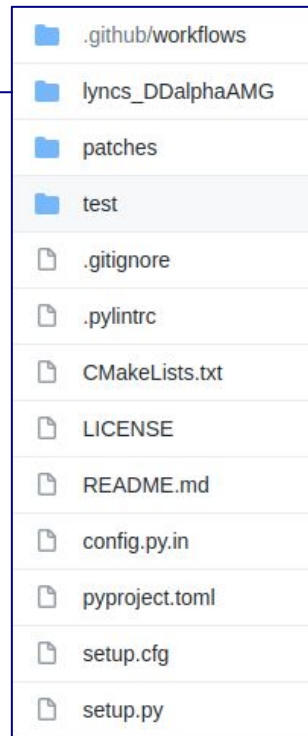 .github/workflows
lyncs_DDalphaAMG
patches
test
.gitignore
.pylintrc
CMakeLists.txt
LICENSE
README.md
config.py.in
pyproject.toml
setup.cfg
setup.py